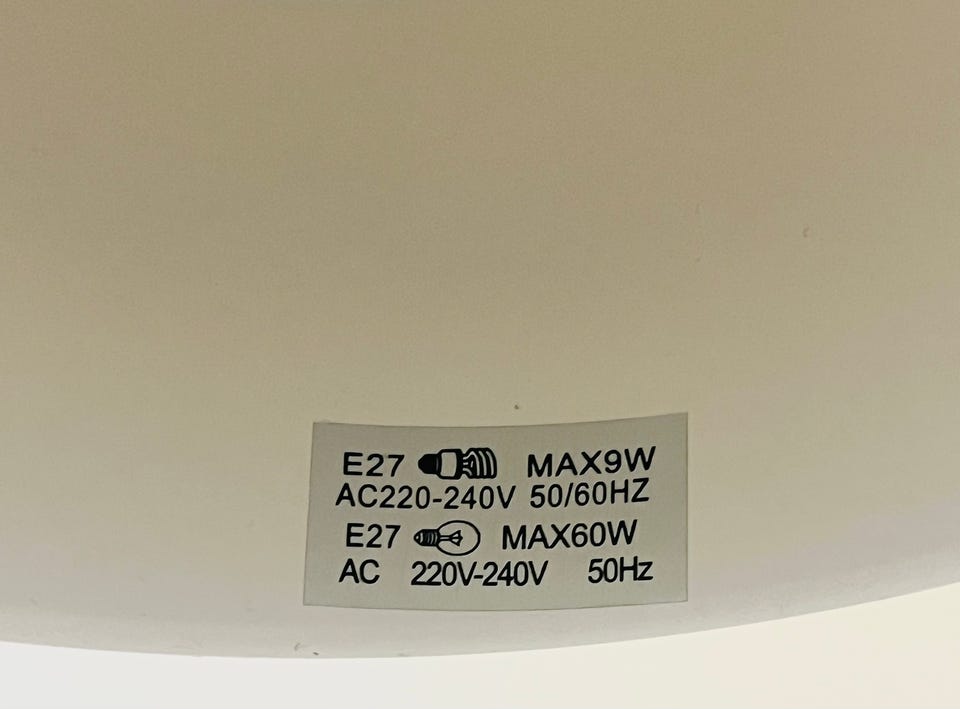 E27 MAX9W
AC220-240V 50/60HZ
E27 MAX60W
AC 220V-240V 50Hz